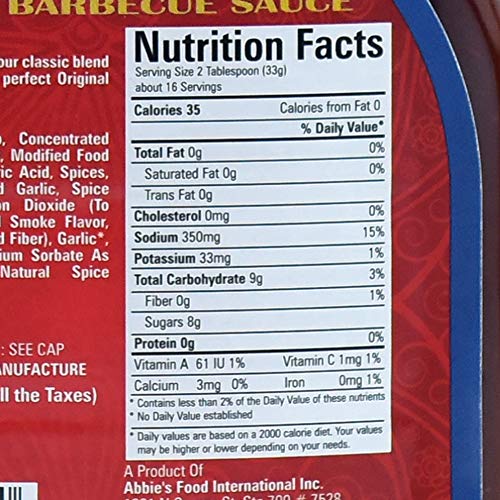 BARBECUE SAUCE
our classic blend
perfect Original
Concentrated
Modified Food
ic Acid, Spices,
Garlic, Spice
on Dioxide (To
Smoke Flavor,
Fiber), Garlic*,
ium Sorbate As
Natural Spice
: SEE CAP
ANUFACTURE
ll the Taxes)
Nutrition Facts
Serving Size 2 Tablespoon (33g)
about 16 Servings
Calories 35 Calories from Fat 0
% Daily Value*
Total Fat 0g 0%
Saturated Fat 0g 0%
Trans Fat 0g
Cholesterol 0mg 0%
Sodium 350mg 15%
Potassium 33mg 1%
Total Carbohydrate 9g 3%
Fiber 0g 1%
Sugars 8g
Protein 0g 0%
Vitamin A 61 IU 1% Vitamin C 1mg 1%
Calcium 3mg 0% Iron 0mg 1%
* Contains less than 2% of the Daily Value of these nutrients
* No Daily Value established
* Daily values are based on a 2000 calorie diet. Your values
may be higher or lower depending on your needs.
A Product Of
Abbie's Food International Inc.